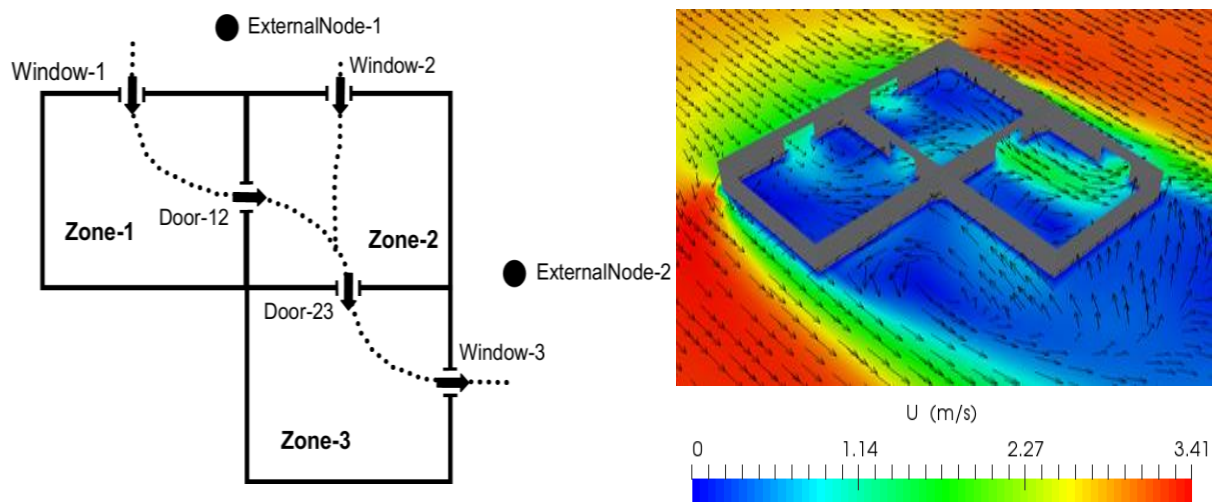 ExternalNode-1
Window-1
Window-2
Door-12
Zone-1
Zone-2
ExternalNode-2
Door-23
Window-3
Zone-3
U (m/s)
0 1.14 2.27 3.41